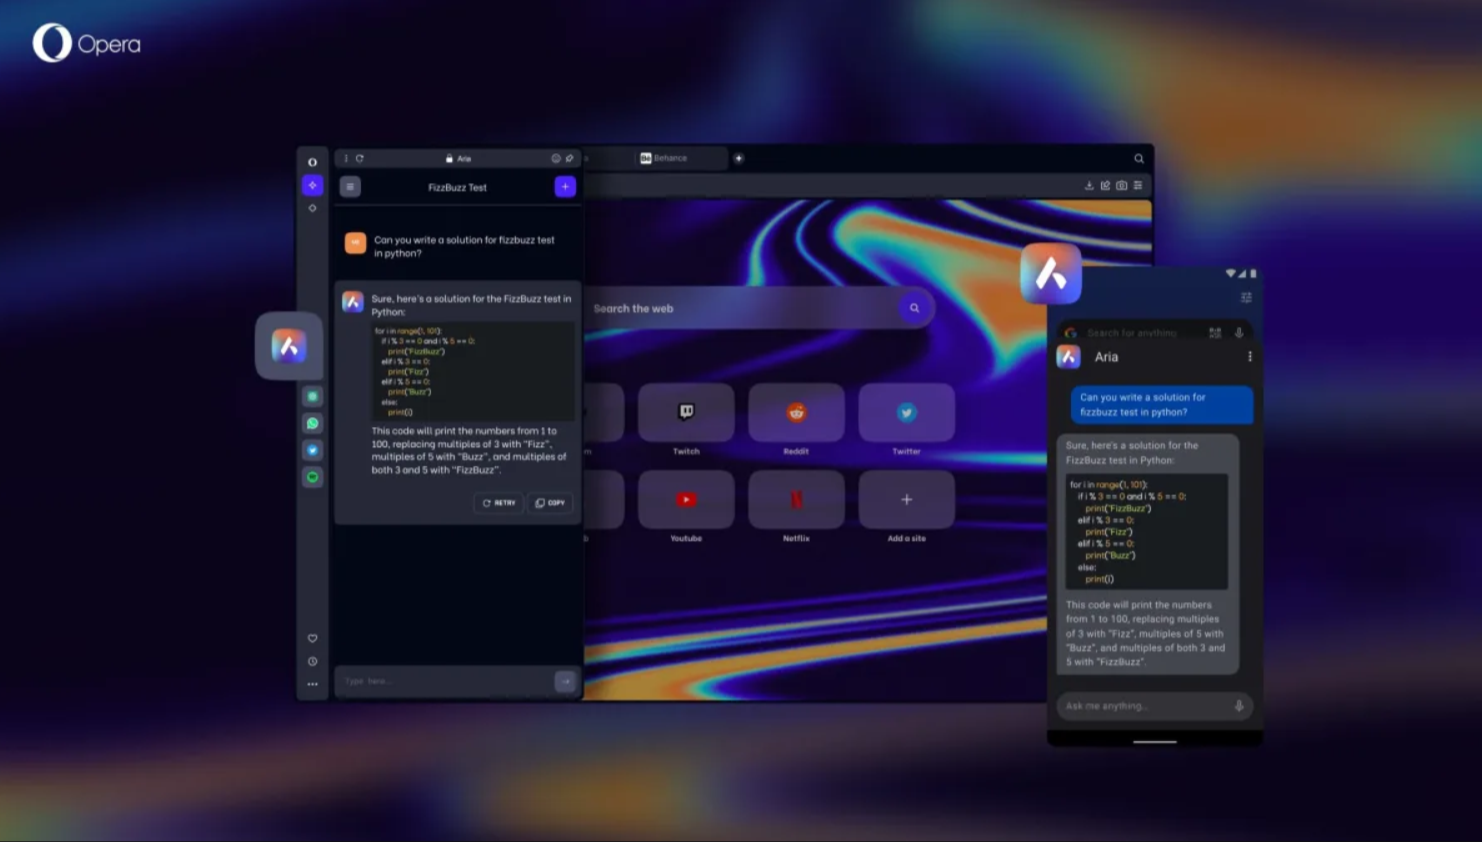 Opera
Aria
FizzBuzz Test
Can you write a solution for fizzbuzz test
in python?
Sure, here's a solution for the FizzBuzz test in
Python:
for i in range(1, 101):
if i % 3 == 0 and i % 5 == 0:
print("FizzBuzz")
elif i % 3 == 0:
print("Fizz")
elif i % 5 == 0:
print("Buzz")
else:
print(i)
This code will print the numbers from 1 to
100, replacing multiples of 3 with "Fizz",
multiples of 5 with "Buzz", and multiples of
both 3 and 5 with "FizzBuzz".
RETRY
COPY
Type here...
Bē Behance
Search the web
Twitch
Reddit
Twitter
Youtube
Netflix
Add a site
Search for anything
Aria
Can you write a solution for
fizzbuzz test in python?
Sure, here's a solution for the
FizzBuzz test in Python:
for i in range(1, 101):
if i % 3 == 0 and i % 5 == 0:
print("FizzBuzz")
elif i % 3 == 0:
print("Fizz")
elif i % 5 == 0:
print("Buzz")
else:
print(i)
This code will print the numbers
from 1 to 100, replacing multiples
of 3 with "Fizz", multiples of 5 with
"Buzz", and multiples of both 3 and
5 with "FizzBuzz".
Ask me anything...